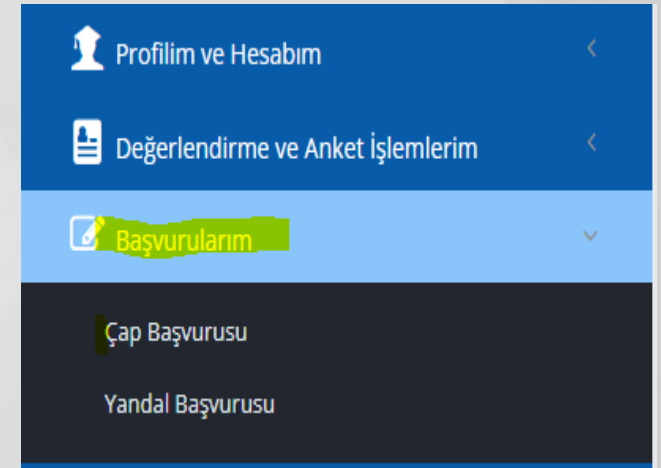 Profilim ve Hesabım
Değerlendirme ve Anket İşlemlerim
Başvurularım
Çap Başvurusu
Yandal Başvurusu